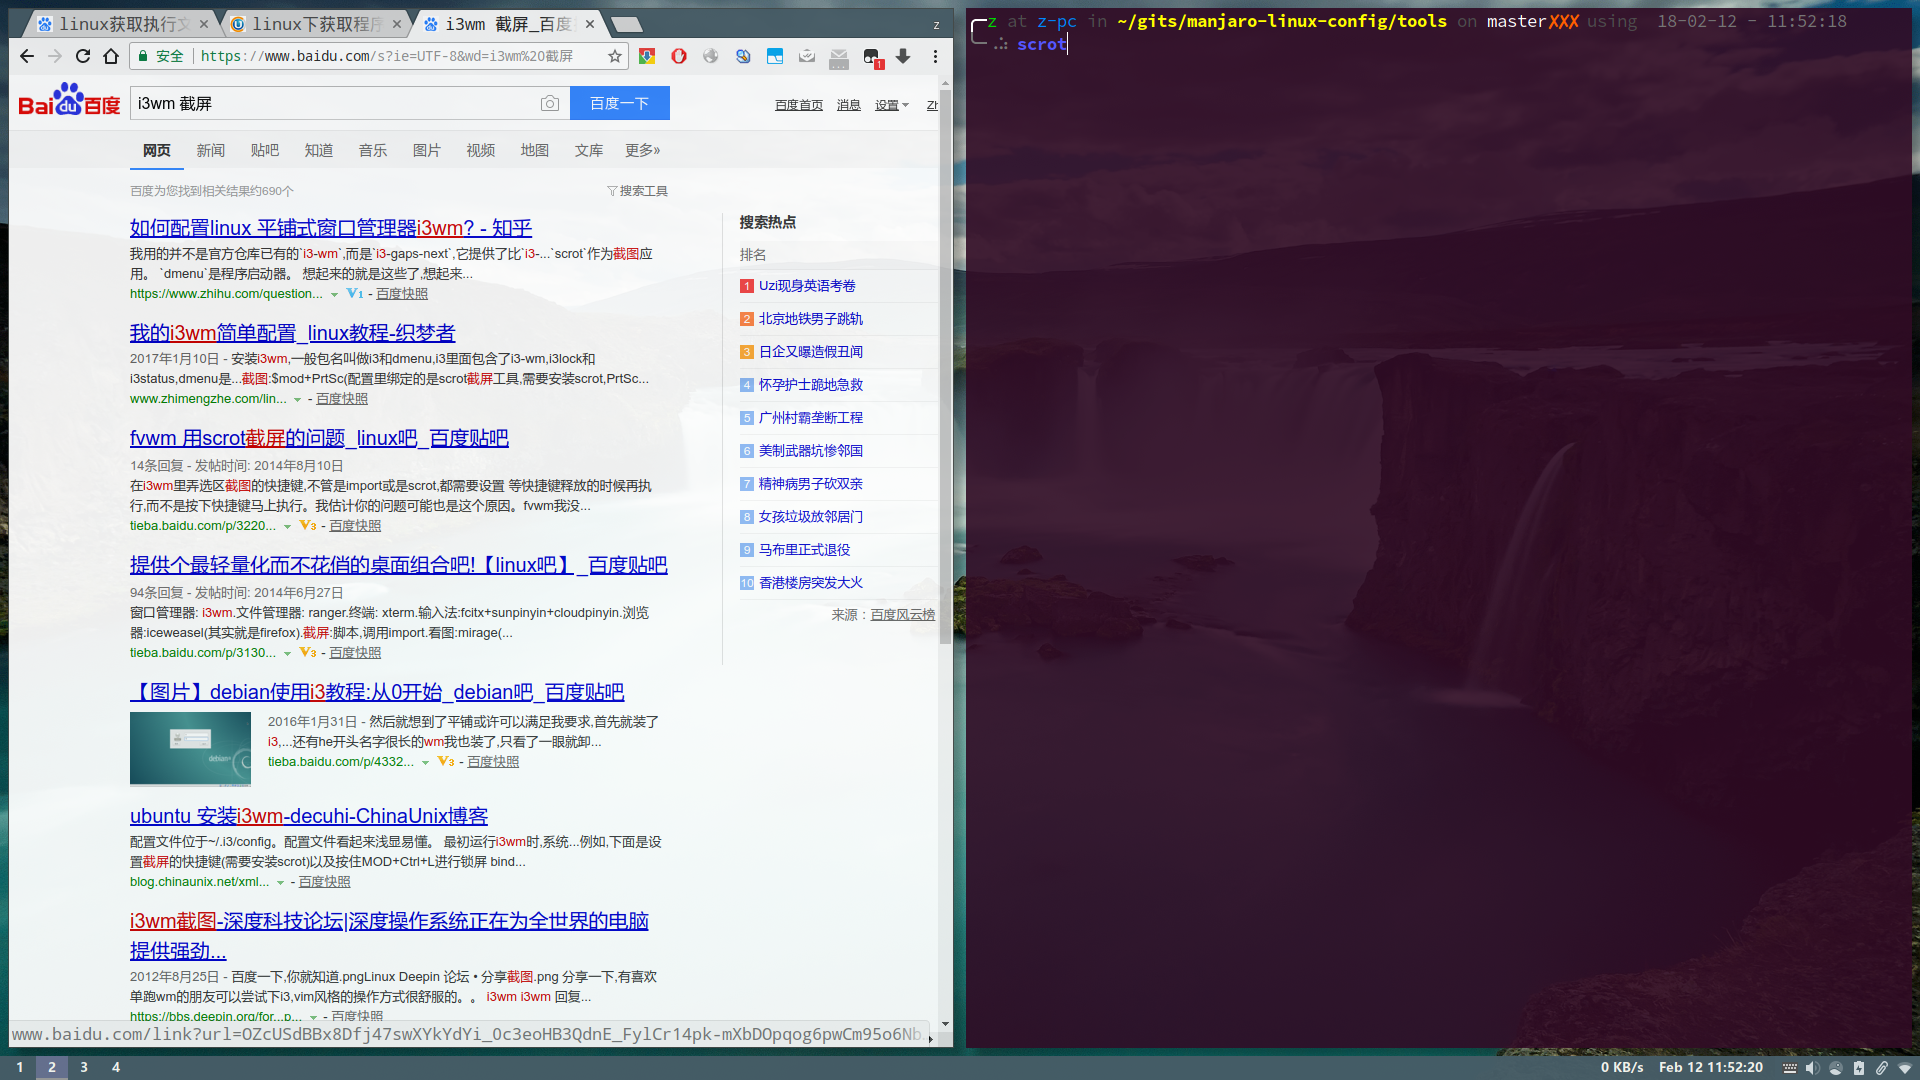 linux获取执行文
linux下获取程序
i3wm 截屏_百度
z
安全
https://www.baidu.com/s?ie=UTF-8&wd=i3wm%20截屏
1
Bai du 百度
i3wm 截屏
百度一下
百度首页 消息 设置
网页 新闻 贴吧 知道 音乐 图片 视频 地图 文库 更多»
百度为您找到相关结果约690个
搜索工具
如何配置linux 平铺式窗口管理器i3wm? - 知乎
我用的并不是官方仓库已有的`i3-wm`,而是`i3-gaps-next`,它提供了比`i3-...`scrot`作为截图应
用。 `dmenu`是程序启动器。 想起来的就是这些了,想起来...
https://www.zhihu.com/question... V1 - 百度快照
我的i3wm简单配置_linux教程-织梦者
2017年1月10日 - 安装i3wm,一般包名叫做i3和dmenu,i3里面包含了i3-wm,i3lock和
i3status,dmenu是...截图:$mod+PrtSc(配置里绑定的是scrot截屏工具,需要安装scrot,PrtSc...
www.zhimengzhe.com/lin... - 百度快照
fvwm 用scrot截屏的问题_linux吧_百度贴吧
14条回复 - 发帖时间: 2014年8月10日
在i3wm里弄选区截图的快捷键,不管是import或是scrot,都需要设置 等快捷键释放的时候再执
行,而不是按下快捷键马上执行。我估计你的问题可能也是这个原因。fvwm我没...
tieba.baidu.com/p/3220... V3 - 百度快照
提供个最轻量化而不花俏的桌面组合吧!【linux吧】_百度贴吧
94条回复 - 发帖时间: 2014年6月27日
窗口管理器: i3wm.文件管理器: ranger.终端: xterm.输入法:fcitx+sunpinyin+cloudpinyin.浏览
器:iceweasel(其实就是firefox).截屏:脚本,调用import.看图:mirage(...
tieba.baidu.com/p/3130... V3 - 百度快照
【图片】debian使用i3教程:从0开始_debian吧_百度贴吧
debian
2016年1月31日 - 然后就想到了平铺或许可以满足我要求,首先就装了
i3,...还有he开头名字很长的wm我也装了,只看了一眼就卸...
tieba.baidu.com/p/4332... V3 - 百度快照
ubuntu 安装i3wm-decuhi-ChinaUnix博客
配置文件位于~/.i3/config。配置文件看起来浅显易懂。 最初运行i3wm时,系统...例如,下面是设
置截屏的快捷键(需要安装scrot)以及按住MOD+Ctrl+L进行锁屏 bind...
blog.chinaunix.net/xml... - 百度快照
i3wm截图-深度科技论坛|深度操作系统正在为全世界的电脑
提供强劲...
2012年8月25日 - 百度一下,你就知道.pngLinux Deepin 论坛 • 分享截图.png 分享一下,有喜欢
单跑wm的朋友可以尝试下i3,vim风格的操作方式很舒服的。。 i3wm i3wm 回复...
https://bbs.deepin.org/for...p... - 百度快照
搜索热点
排名
1 Uzi现身英语考卷
2 北京地铁男子跳轨
3 日企又曝造假丑闻
4 怀孕护士跪地急救
5 广州村霸垄断工程
6 美制武器坑惨邻国
7 精神病男子砍双亲
8 女孩垃圾放邻居门
9 马布里正式退役
10 香港楼房突发大火
来源：百度风云榜
www.baidu.com/link?url=OZcUSdBBx8Dfj47swXYkYdYi_Oc3eoHB3QdnE_FylCr14pk-mXbDOpqog6pwCm95o6Nb
z at z-pc in ~/gits/manjaro-linux-config/tools on masterXXX using 18-02-12 - 11:52:18
scrot
1 2 3 4
0 KB/s Feb 12 11:52:20